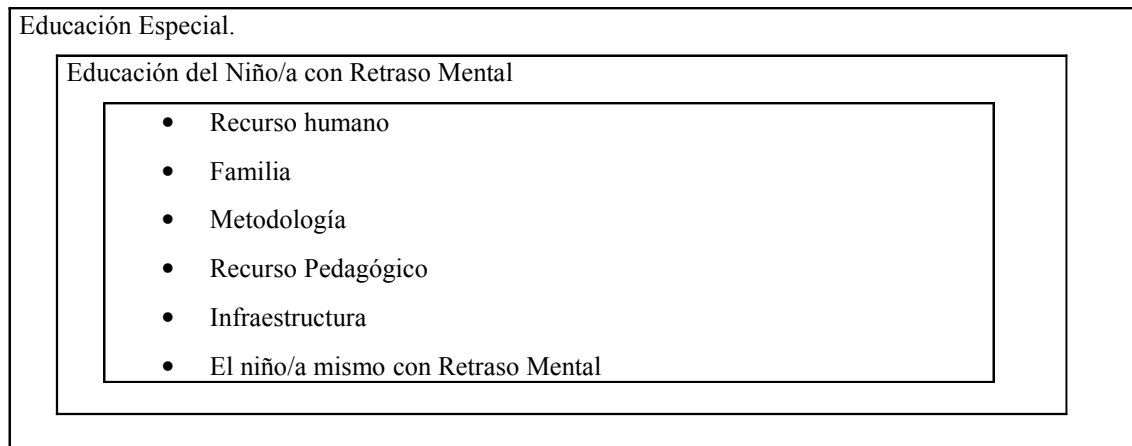 Educación Especial.
Educación del Niño/a con Retraso Mental
• Recurso humano
• Familia
• Metodología
• Recurso Pedagógico
• Infraestructura
• El niño/a mismo con Retraso Mental